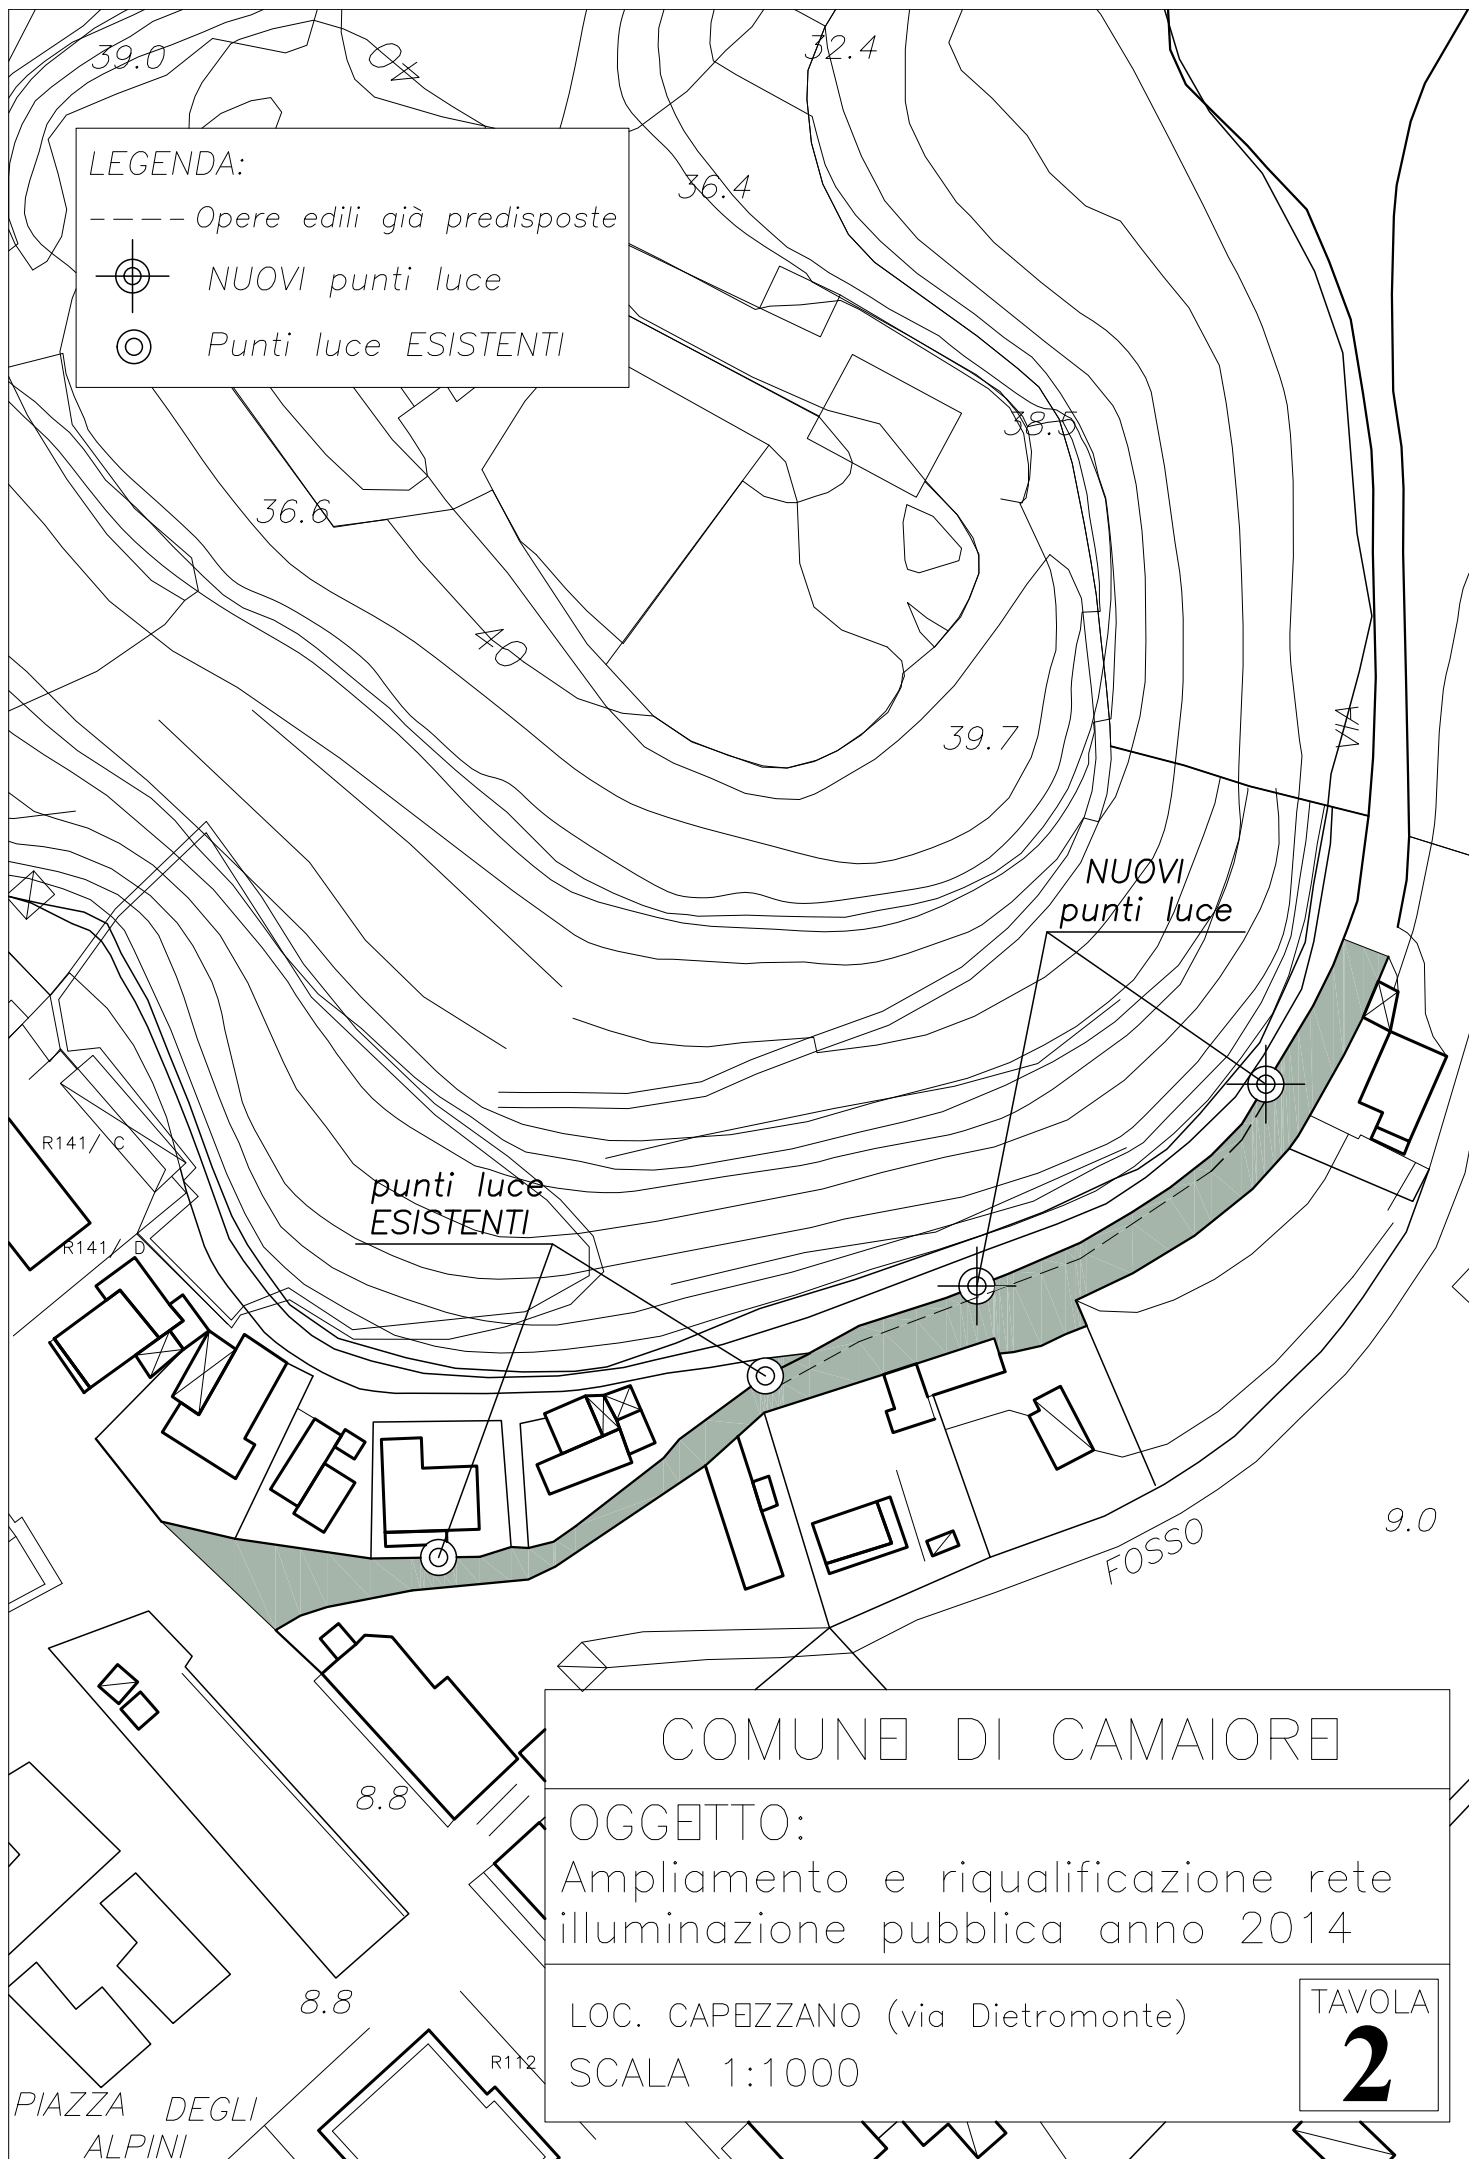 39.0
40
32.4
LEGENDA:
Opere edili già predisposte
NUOVI punti luce
Punti luce ESISTENTI
36.4
38.5
36.6
40
39.7
VIA
NUOVI
punti luce
R141/ C
punti luce
ESISTENTI
R141/ D
9.0
FOSSO
COMUNE DI CAMAIORE
8.8
OGGETTO:
Ampliamento e riqualificazione rete
illuminazione pubblica anno 2014
8.8
LOC. CAPEZZANO (via Dietromonte)
SCALA 1:1000
TAVOLA
2
R112
PIAZZA DEGLI
ALPINI